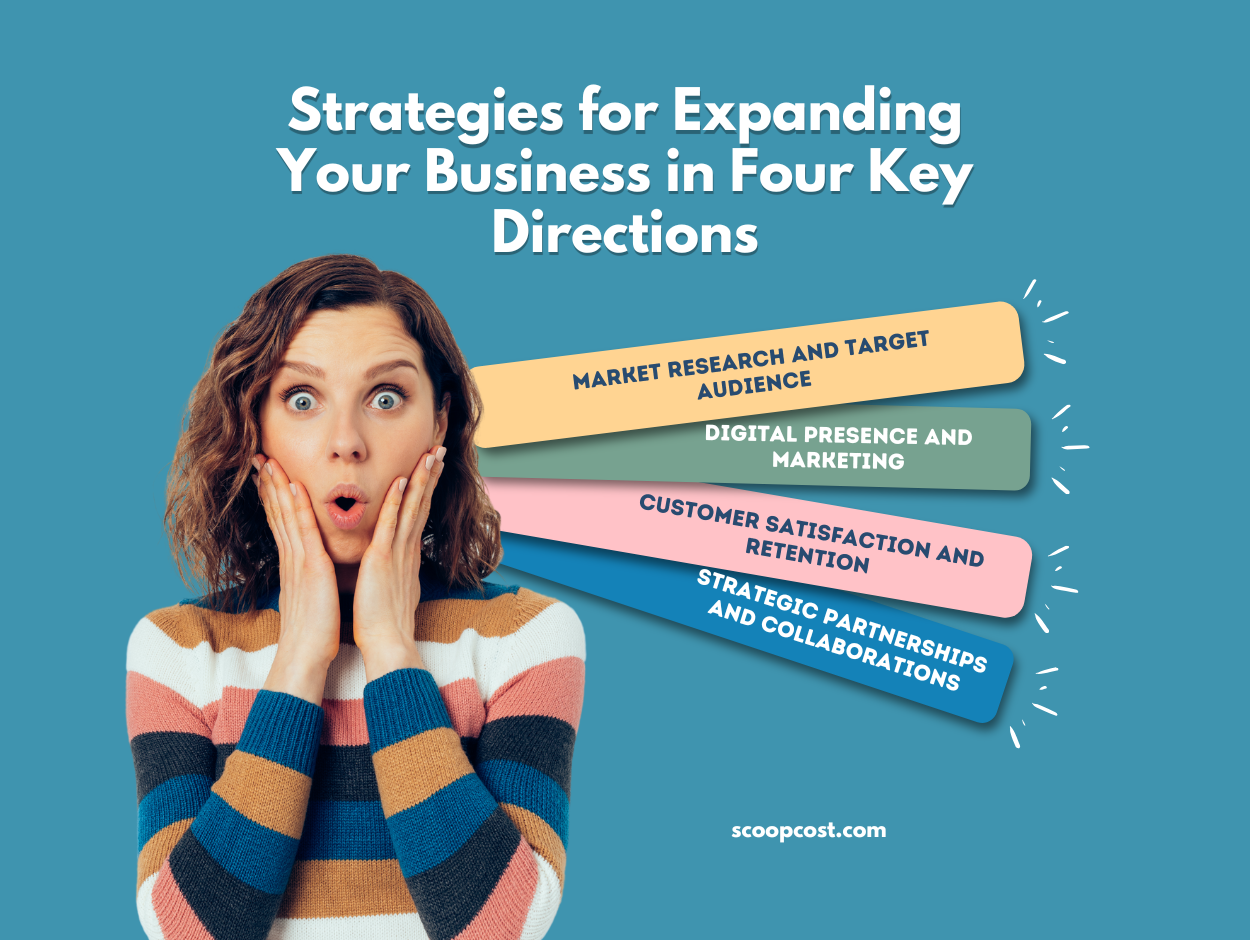 Strategies for Expanding
Your Business in Four Key
Directions
MARKET RESEARCH AND TARGET
AUDIENCE
DIGITAL PRESENCE AND
MARKETING
CUSTOMER SATISFACTION AND
RETENTION
STRATEGIC PARTNERSHIPS
AND COLLABORATIONS
scoopcost.com